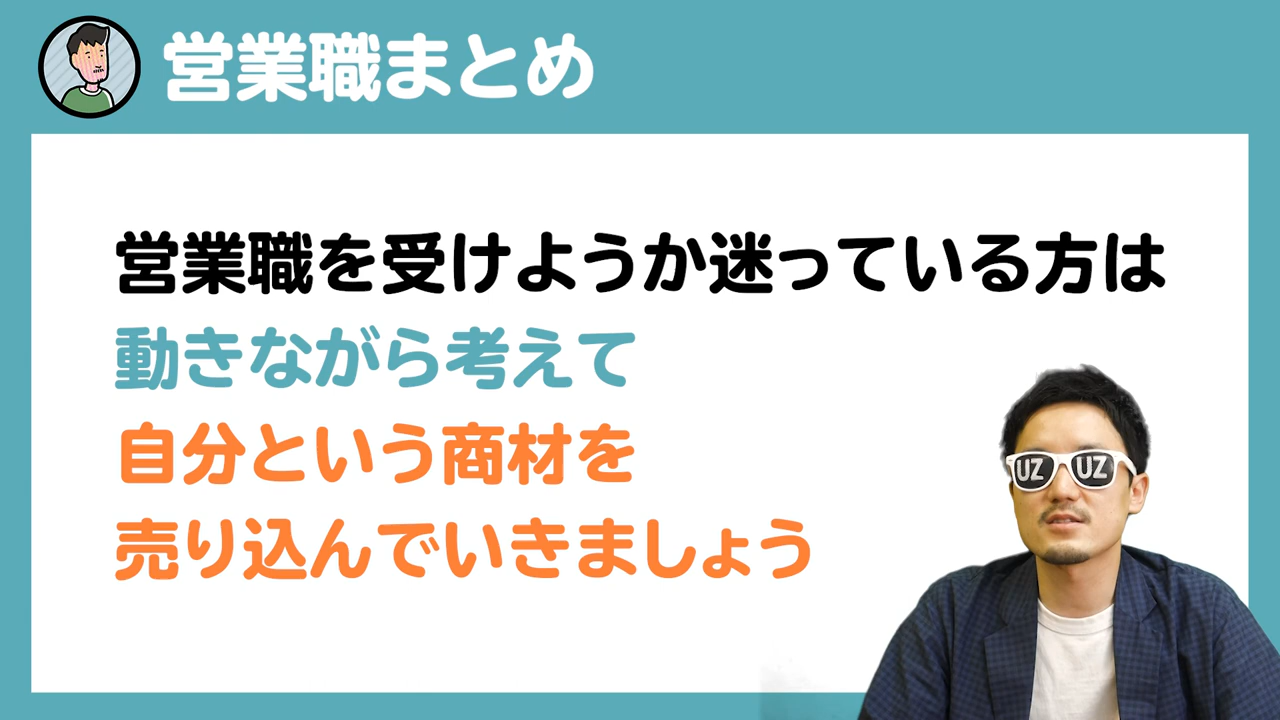 営業職まとめ
営業職を受けようか迷っている方は
動きながら考えて
自分という商材を
売り込んでいきましょう
UZ UZ